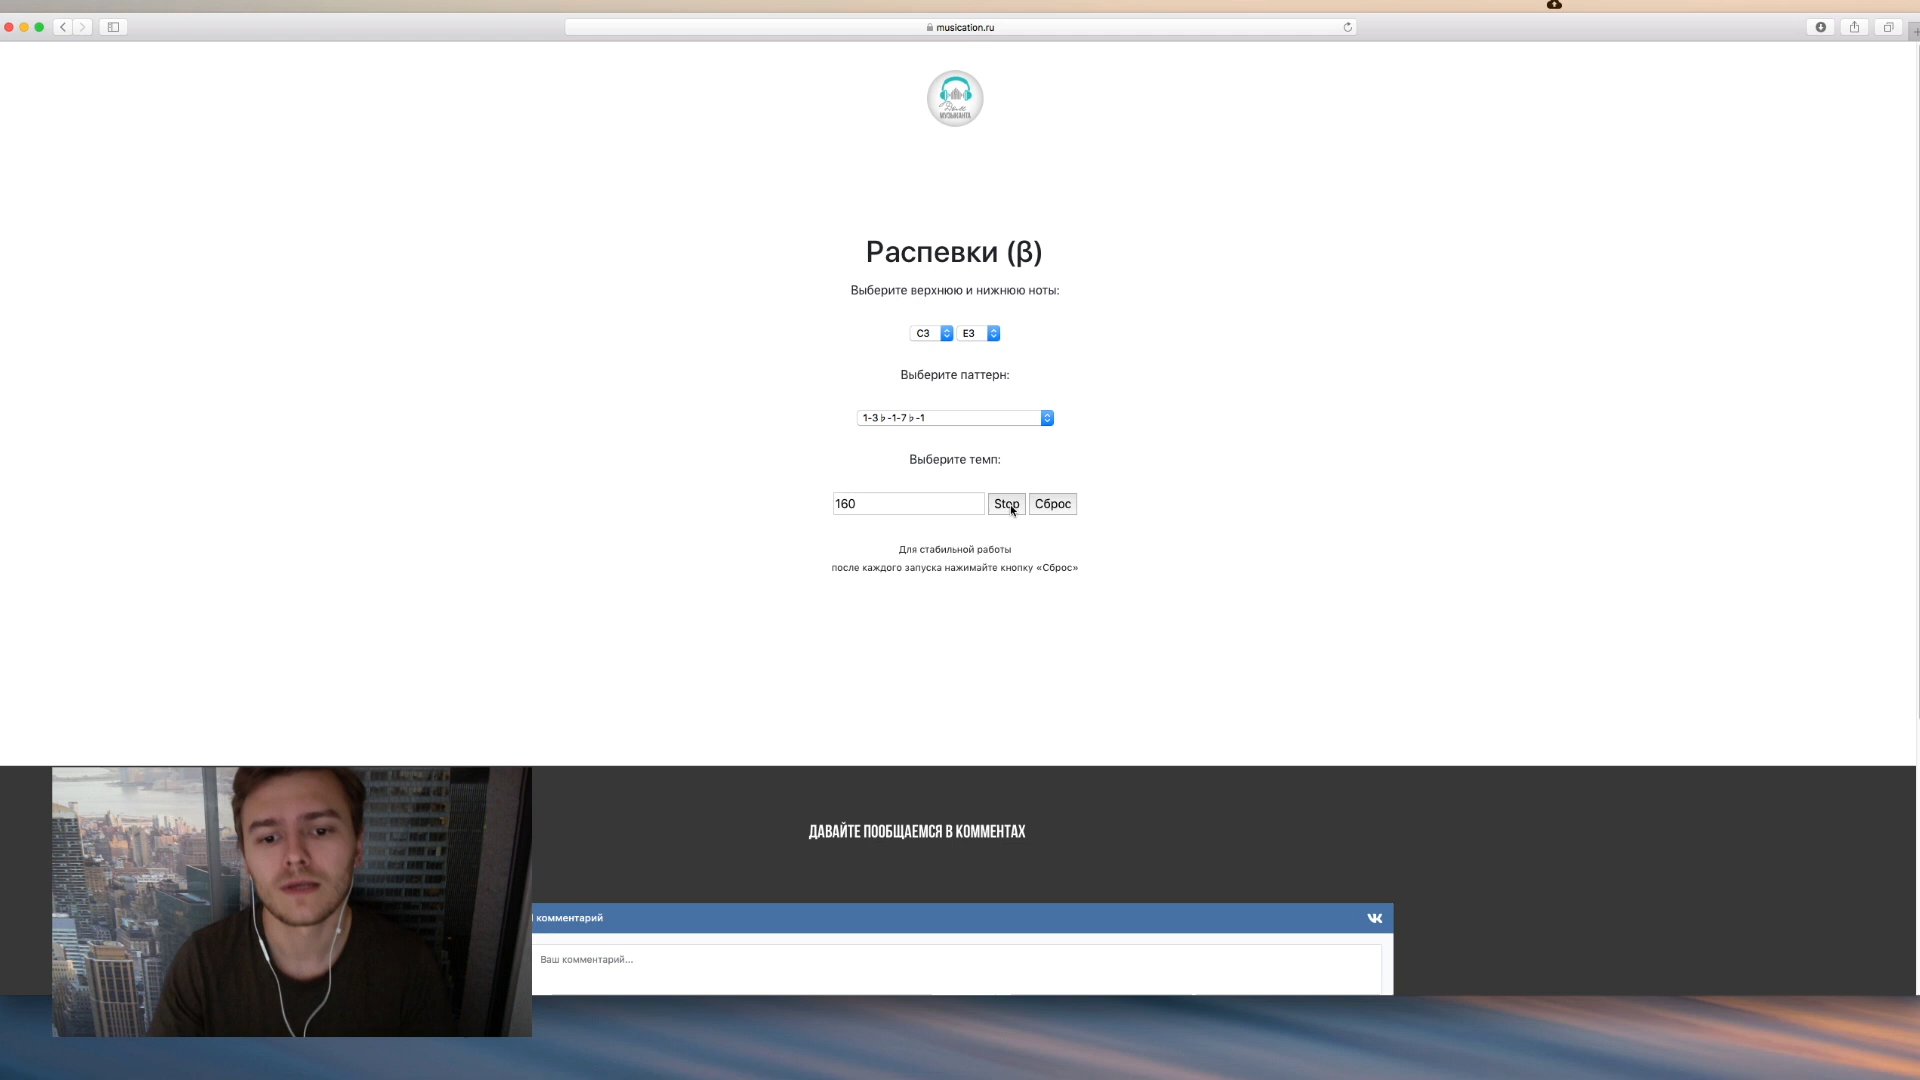 musication.ru
МУЗЫКАНТА
Распевки (β)
Выберите верхнюю и нижнюю ноты:
C3 E3
Выберите паттерн:
1-3♭-1-7♭-1
Выберите темп:
160 Stop Сброс
Для стабильной работы
после каждого запуска нажимайте кнопку «Сброс»
ДАВАЙТЕ ПООБЩАЕМСЯ В КОММЕНТАХ
комментарий
Ваш комментарий...